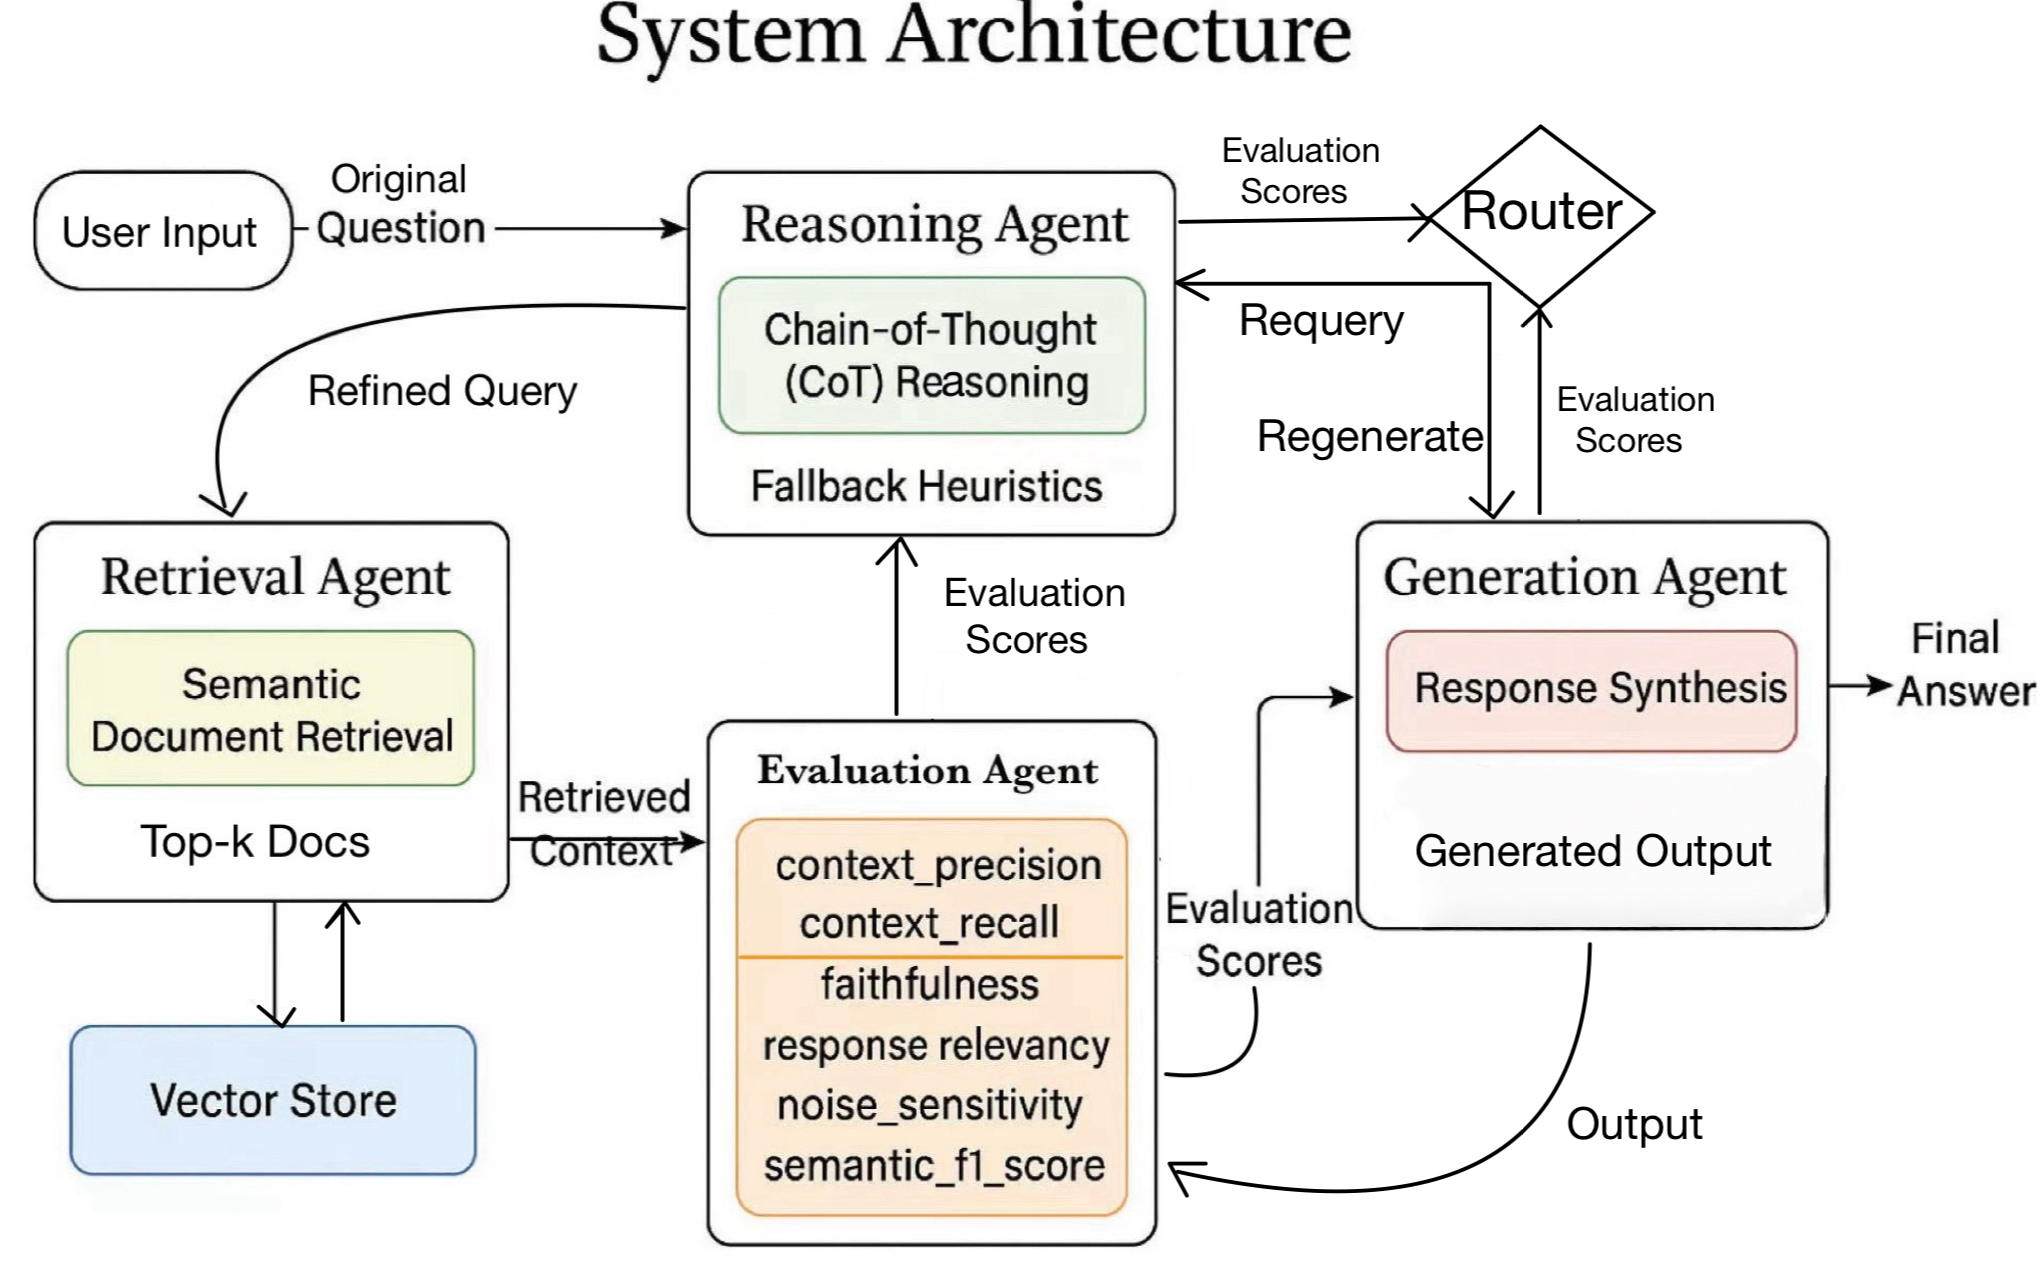 System Architecture
User Input
Original
Question
Reasoning Agent
Chain-of-Thought
(CoT) Reasoning
Fallback Heuristics
Evaluation
Scores
Router
Requery
Regenerate
Evaluation
Scores
Refined Query
Retrieval Agent
Semantic
Document Retrieval
Top-k Docs
Vector Store
Retrieved
Context
Evaluation
Scores
Evaluation Agent
context_precision
context_recall
faithfulness
response relevancy
noise_sensitivity
semantic_f1_score
Evaluation
Scores
Generation Agent
Response Synthesis
Generated Output
Final
Answer
Output